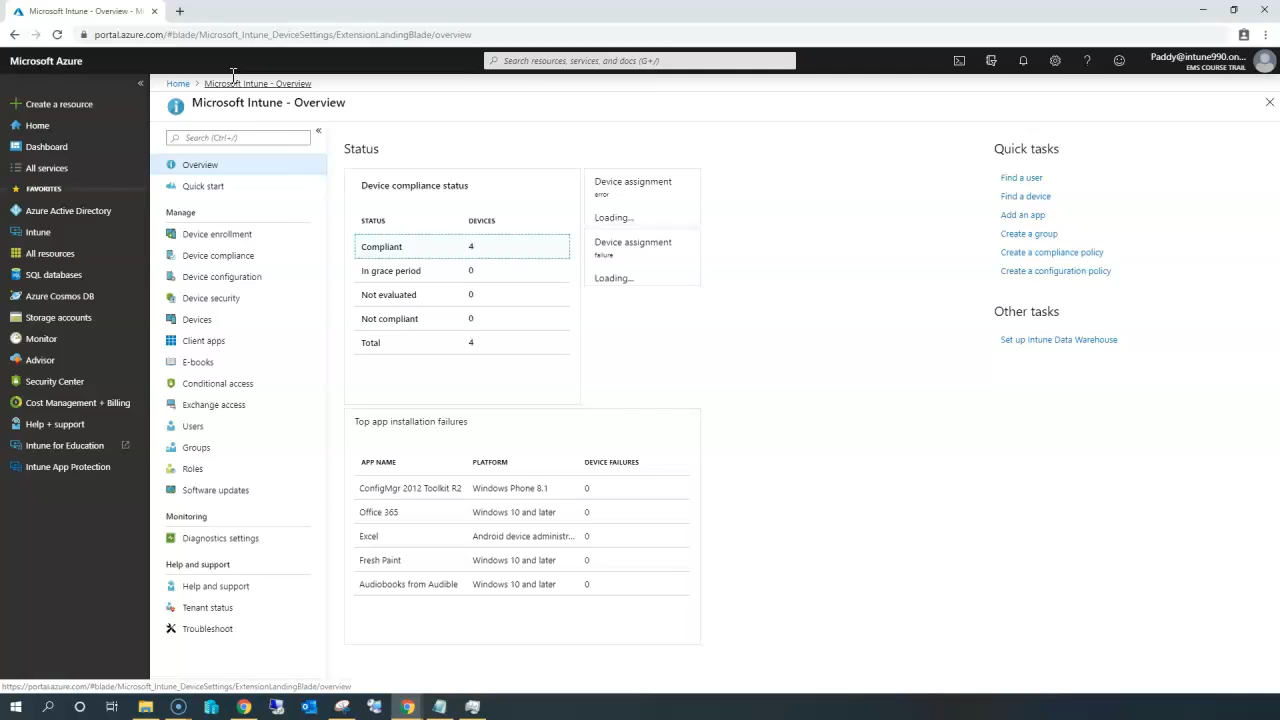 Microsoft Intune - Overview - Mi
portal.azure.com/#blade/Microsoft_Intune_DeviceSettings/ExtensionLandingBlade/overview
Microsoft Azure
Search resources, services, and docs (G+/)
Paddy@intune990.on...
EMS COURSE TRAIL
Home > Microsoft Intune - Overview
Microsoft Intune - Overview
Create a resource
Home
Dashboard
All services
FAVORITES
Azure Active Directory
Intune
All resources
SQL databases
Azure Cosmos DB
Storage accounts
Monitor
Advisor
Security Center
Cost Management + Billing
Help + support
Intune for Education
Intune App Protection
Search (Ctrl+/)
Overview
Quick start
Manage
Device enrollment
Device compliance
Device configuration
Device security
Devices
Client apps
E-books
Conditional access
Exchange access
Users
Groups
Roles
Software updates
Monitoring
Diagnostics settings
Help and support
Help and support
Tenant status
Troubleshoot
Status
Device compliance status
STATUS DEVICES
Compliant 4
In grace period 0
Not evaluated 0
Not compliant 0
Total 4
Device assignment
error
Loading...
Device assignment
failure
Loading...
Top app installation failures
APP NAME PLATFORM DEVICE FAILURES
ConfigMgr 2012 Toolkit R2 Windows Phone 8.1 0
Office 365 Windows 10 and later 0
Excel Android device administr... 0
Fresh Paint Windows 10 and later 0
Audiobooks from Audible Windows 10 and later 0
Quick tasks
Find a user
Find a device
Add an app
Create a group
Create a compliance policy
Create a configuration policy
Other tasks
Set up Intune Data Warehouse
https://portal.azure.com/#blade/Microsoft_Intune_DeviceSettings/ExtensionLandingBlade/overview